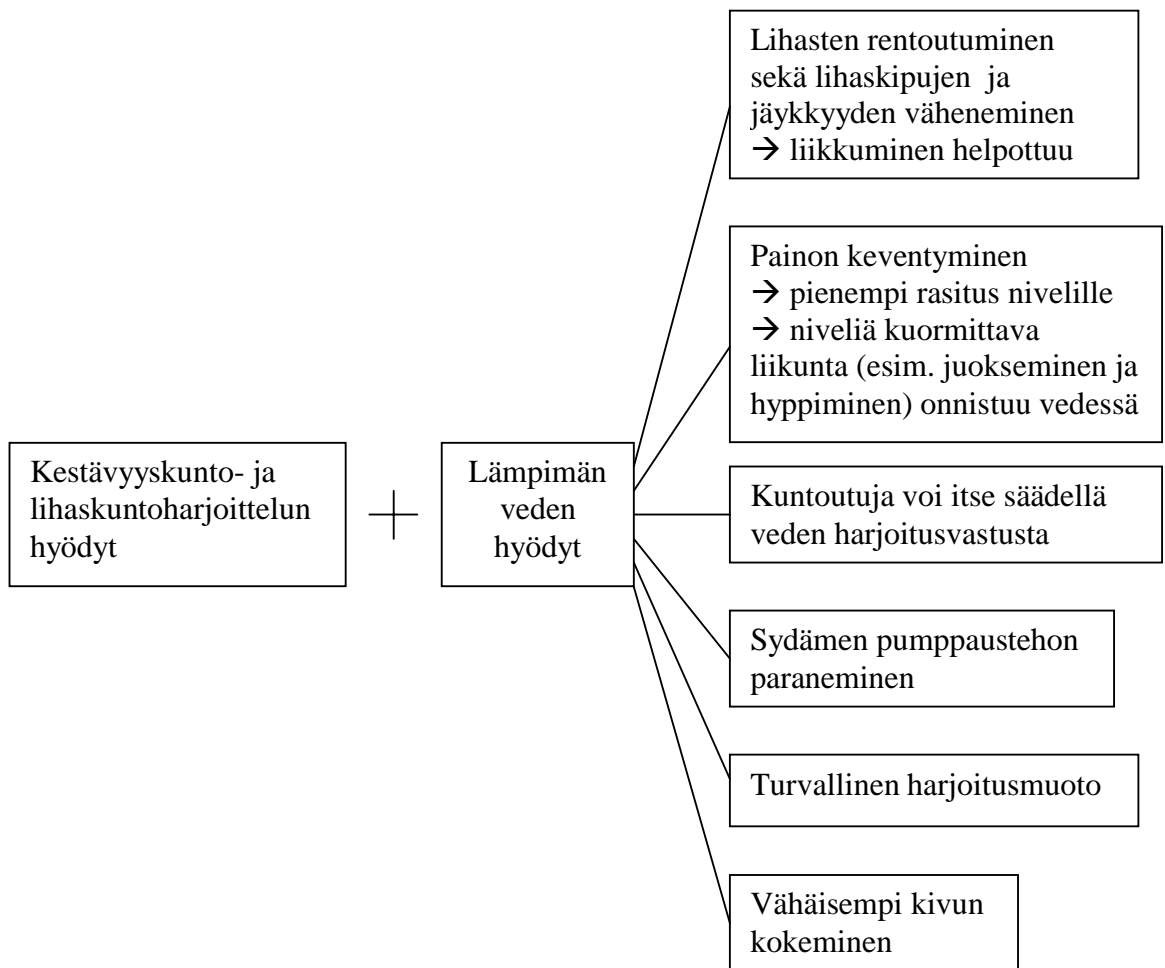 Kestävyyskunto- ja
lihaskuntoharjoittelun
hyödyt
Lämpimän
veden
hyödyt
Lihasten rentoutuminen
sekä lihaskipujen ja
jäykkyyden väheneminen
→ liikkuminen helpottuu
Painon keventyminen
→ pienempi rasitus nivelille
→ niveliä kuormittava
liikunta (esim. juokseminen ja
hyppiminen) onnistuu vedessä
Kuntoutuja voi itse säädellä
veden harjoitusvastusta
Sydämen pumppaustehon
paraneminen
Turvallinen harjoitusmuoto
Vähäisempi kivun
kokeminen